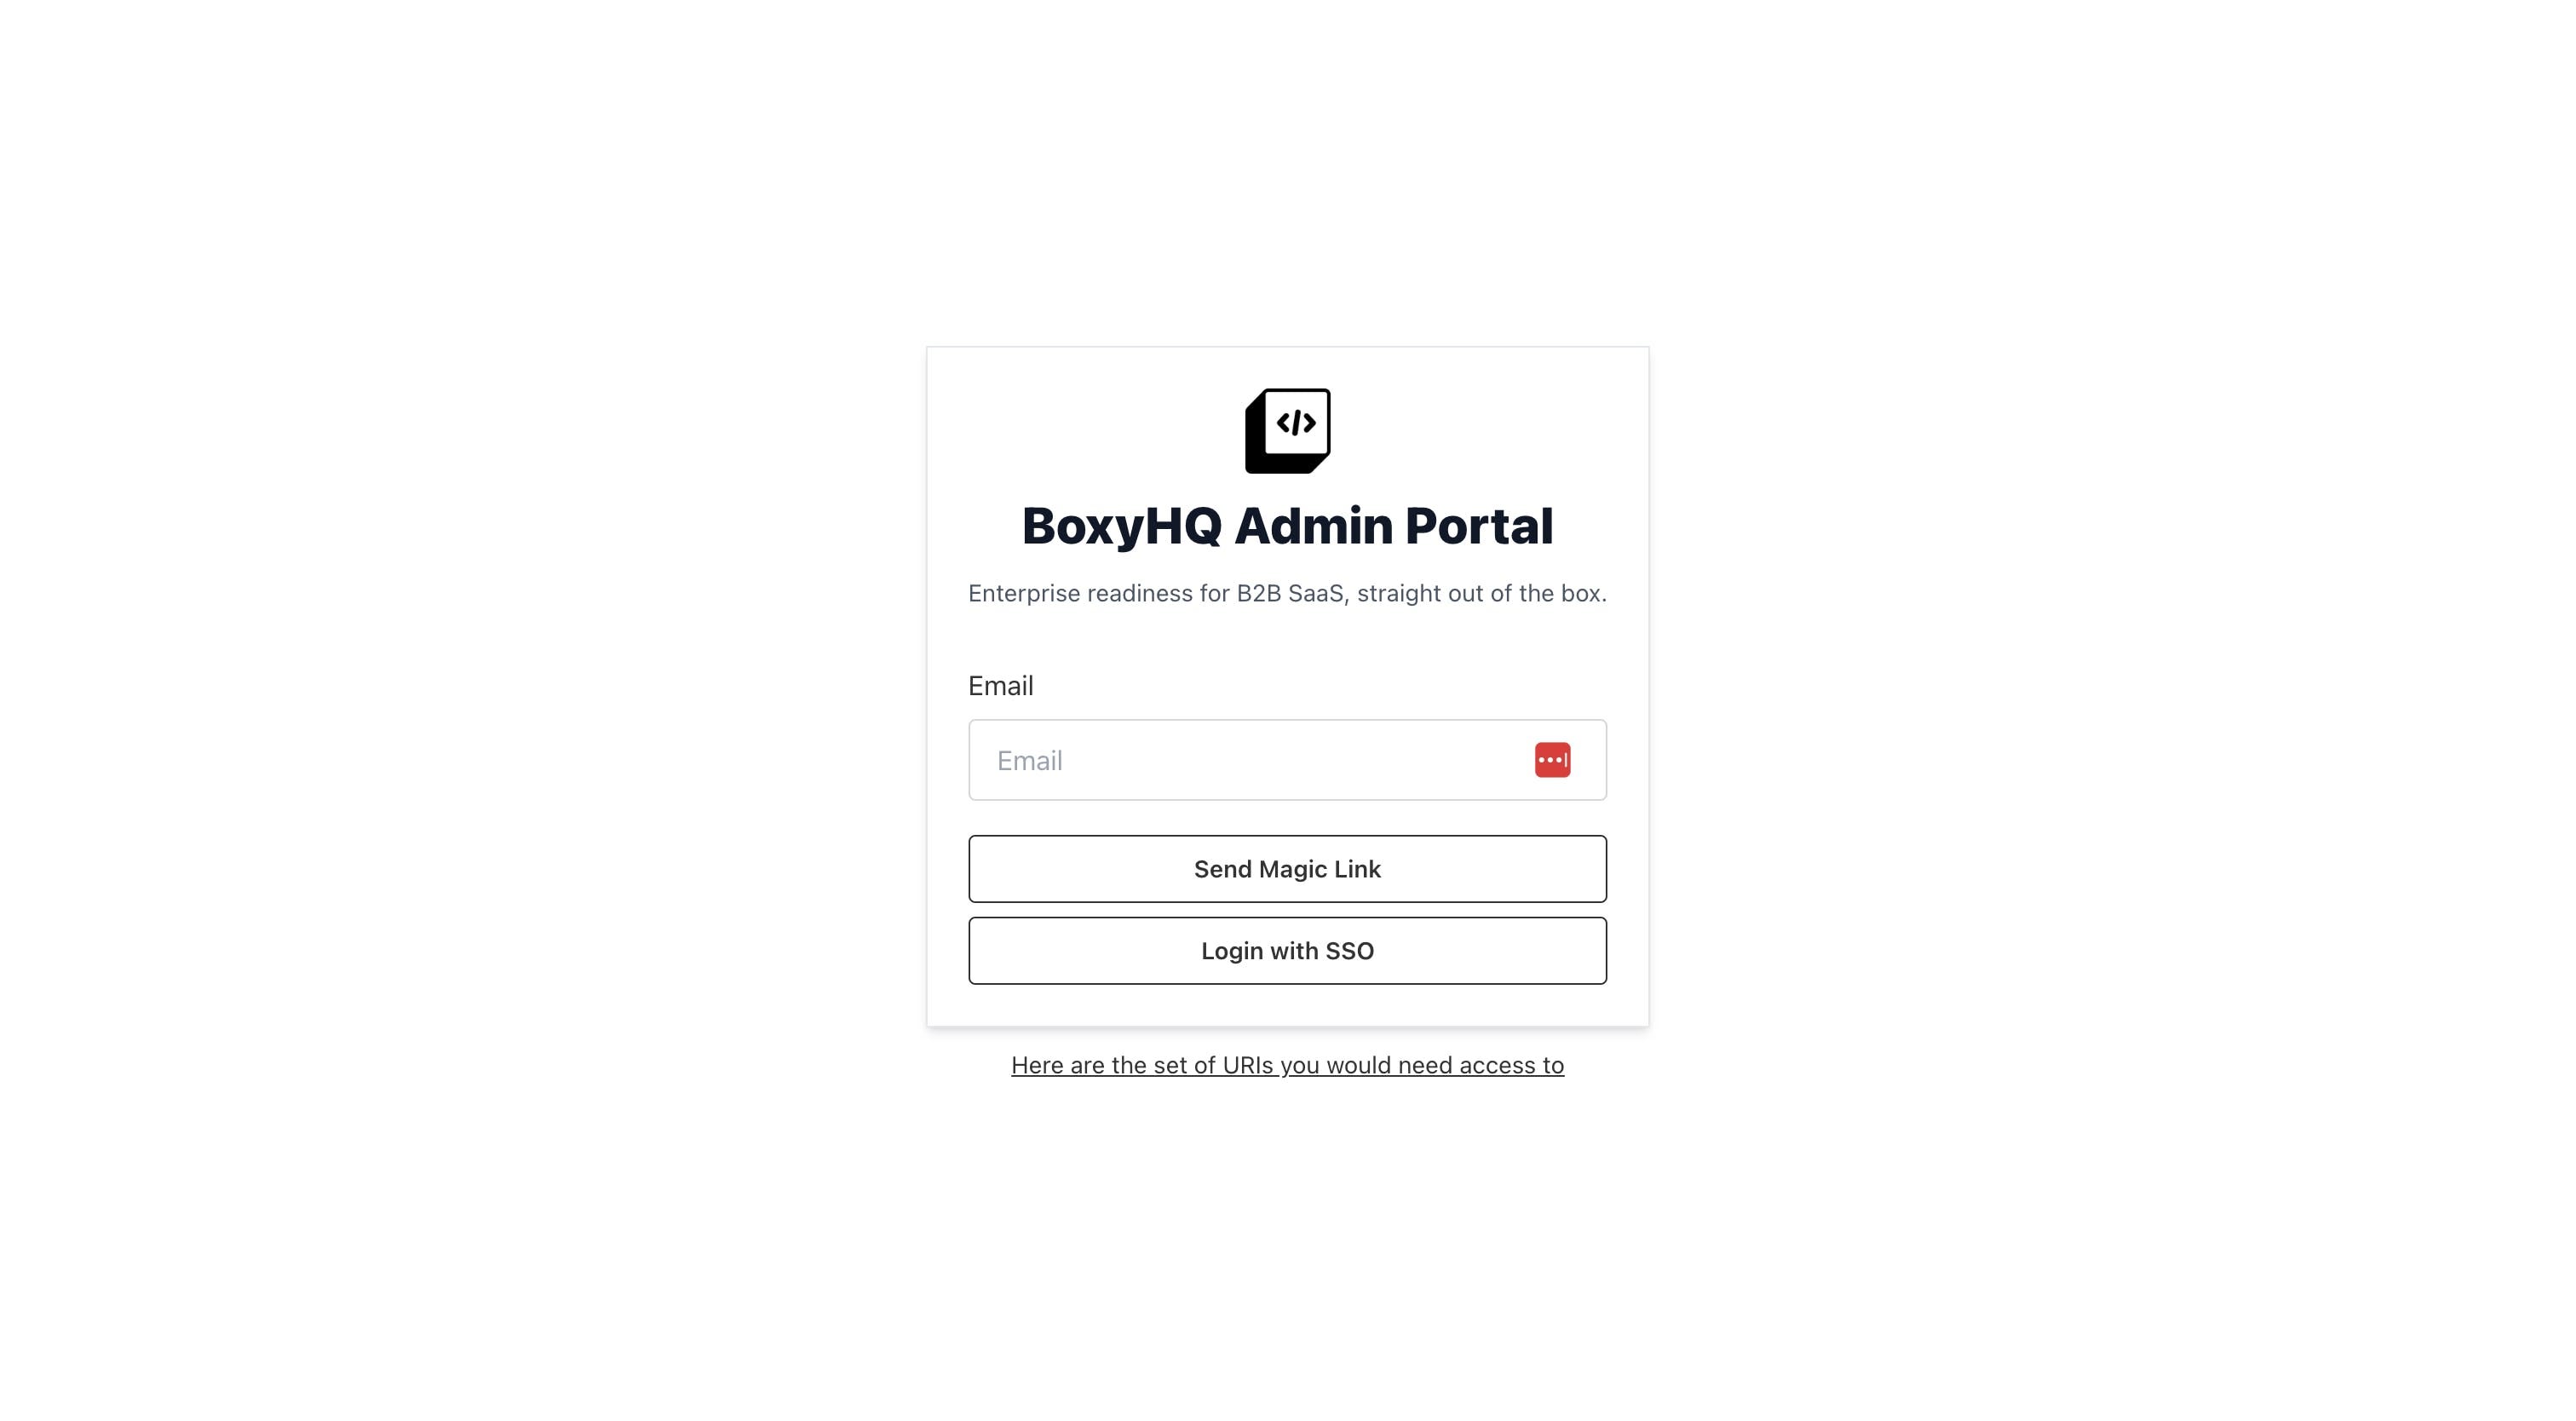 </>
BoxyHQ Admin Portal
Enterprise readiness for B2B SaaS, straight out of the box.
Email
Email
Send Magic Link
Login with SSO
Here are the set of URIs you would need access to